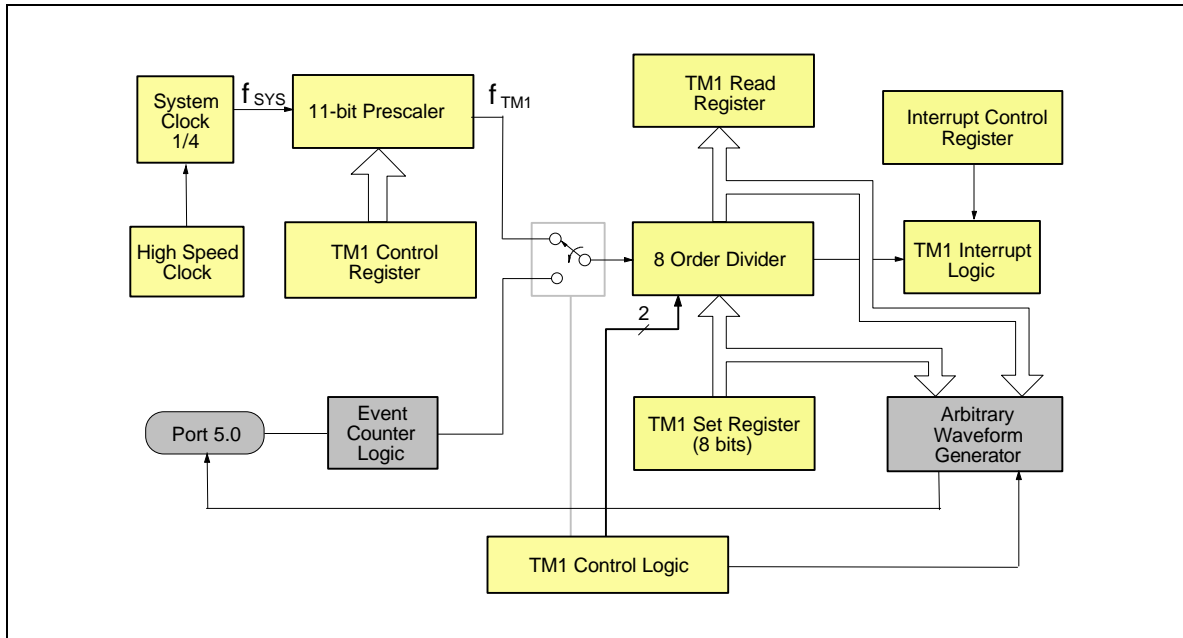 System
Clock
1/4
f SYS
11-bit Prescaler
f TM1
TM1 Read
Register
Interrupt Control
Register
High Speed
Clock
TM1 Control
Register
8 Order Divider
TM1 Interrupt
Logic
2
Port 5.0
Event
Counter
Logic
TM1 Set Register
(8 bits)
Arbitrary
Waveform
Generator
TM1 Control Logic